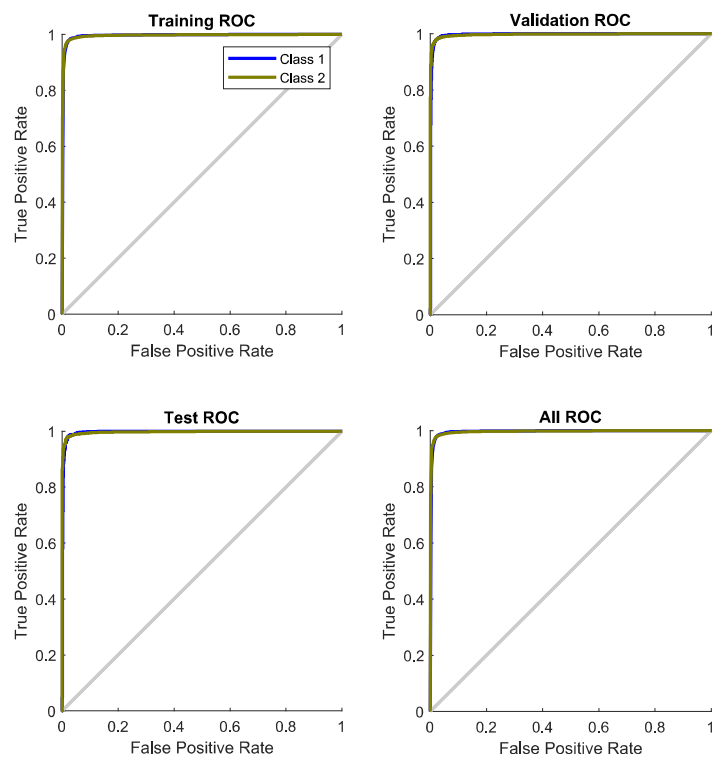 Training ROC
1
0.8
0.6
0.4
0.2
0
True Positive Rate
Class 1
Class 2
0 0.2 0.4 0.6 0.8 1
False Positive Rate
Validation ROC
1
0.8
0.6
0.4
0.2
0
True Positive Rate
0 0.2 0.4 0.6 0.8 1
False Positive Rate
Test ROC
1
0.8
0.6
0.4
0.2
0
True Positive Rate
0 0.2 0.4 0.6 0.8 1
False Positive Rate
All ROC
1
0.8
0.6
0.4
0.2
0
True Positive Rate
0 0.2 0.4 0.6 0.8 1
False Positive Rate